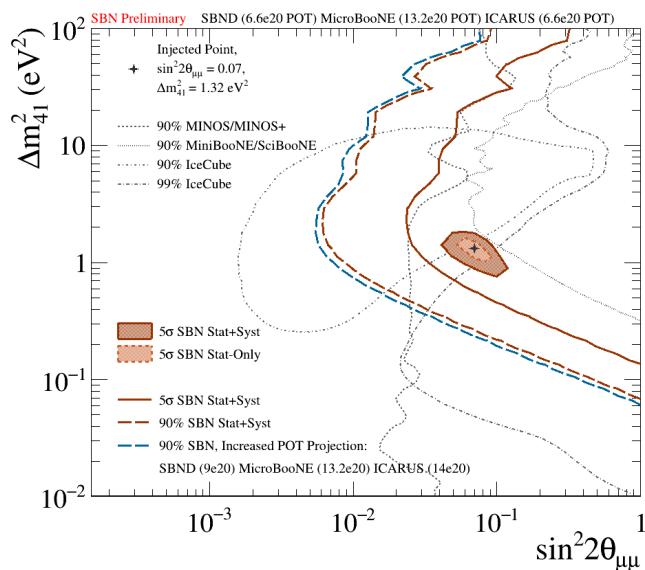 SBN Preliminary SBND (6.6e20 POT) MicroBooNE (13.2e20 POT) ICARUS (6.6e20 POT)
Δm²₄₁ (eV²)
10²
10
1
10⁻¹
10⁻²
Injected Point,
sin²2θμμ = 0.07,
Δm²₄₁ = 1.32 eV²
90% MINOS/MINOS+
90% MiniBooNE/SciBooNE
90% IceCube
99% IceCube
5σ SBN Stat+Syst
5σ SBN Stat-Only
5σ SBN Stat+Syst
90% SBN Stat+Syst
90% SBN, Increased POT Projection:
SBND (9e20) MicroBooNE (13.2e20) ICARUS (14e20)
10⁻³ 10⁻² 10⁻¹ 1
sin²2θμμ